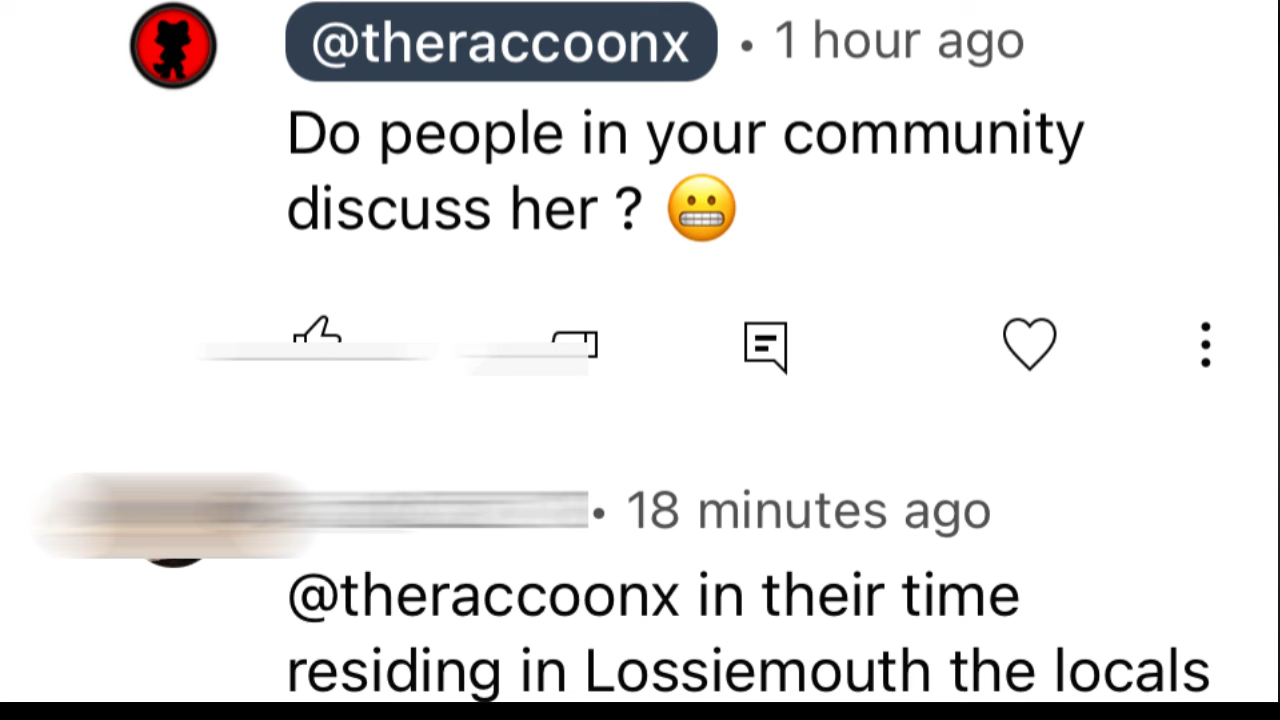 @theraccoonx • 1 hour ago
Do people in your community
discuss her ? 😬
• 18 minutes ago
@theraccoonx in their time
residing in Lossiemouth the locals